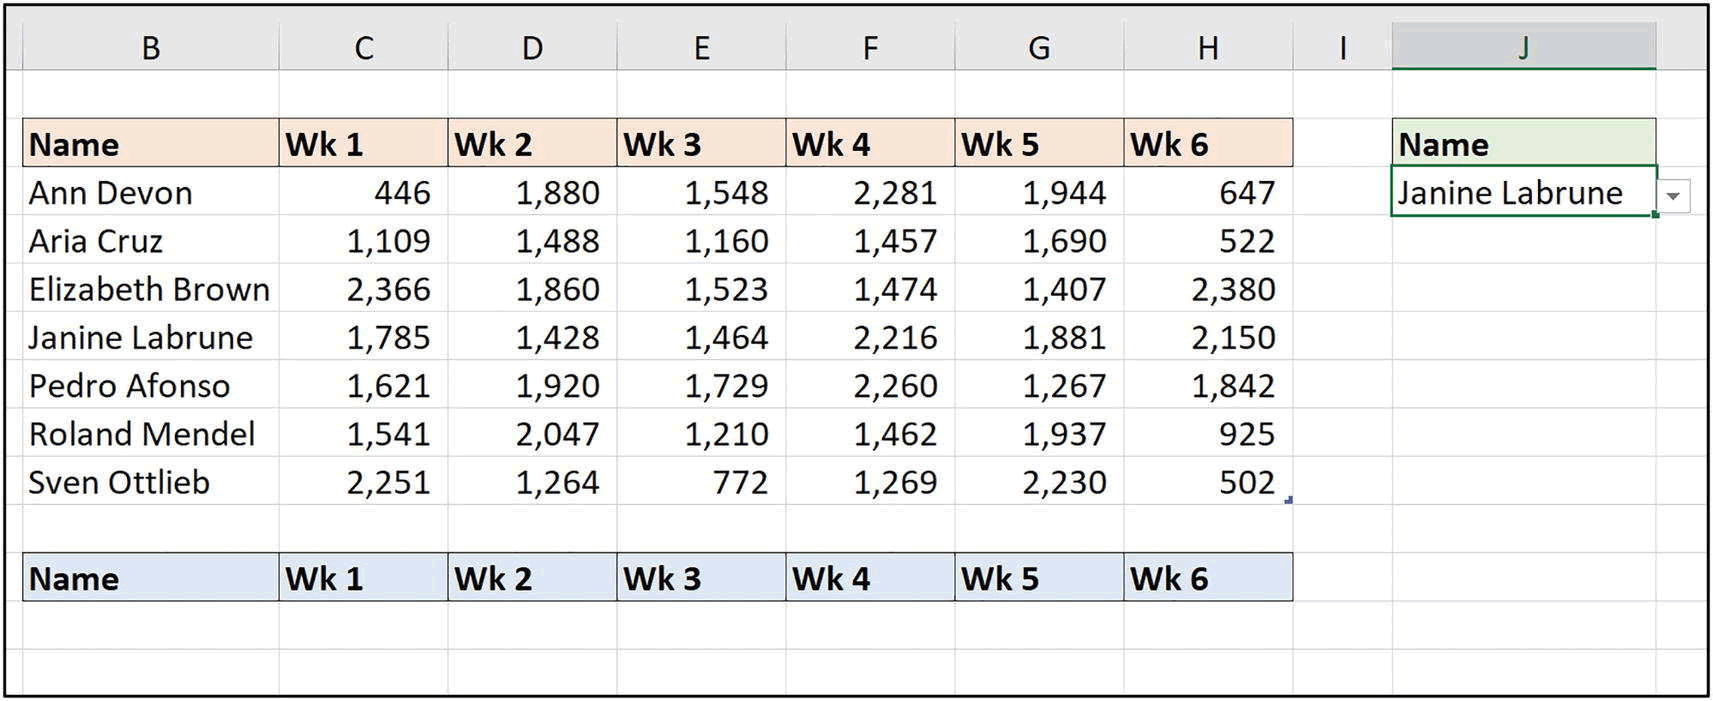 B C D E F G H I J
Name Wk 1 Wk 2 Wk 3 Wk 4 Wk 5 Wk 6 Name
Ann Devon 446 1,880 1,548 2,281 1,944 647 Janine Labrune
Aria Cruz 1,109 1,488 1,160 1,457 1,690 522
Elizabeth Brown 2,366 1,860 1,523 1,474 1,407 2,380
Janine Labrune 1,785 1,428 1,464 2,216 1,881 2,150
Pedro Afonso 1,621 1,920 1,729 2,260 1,267 1,842
Roland Mendel 1,541 2,047 1,210 1,462 1,937 925
Sven Ottlieb 2,251 1,264 772 1,269 2,230 502
Name Wk 1 Wk 2 Wk 3 Wk 4 Wk 5 Wk 6